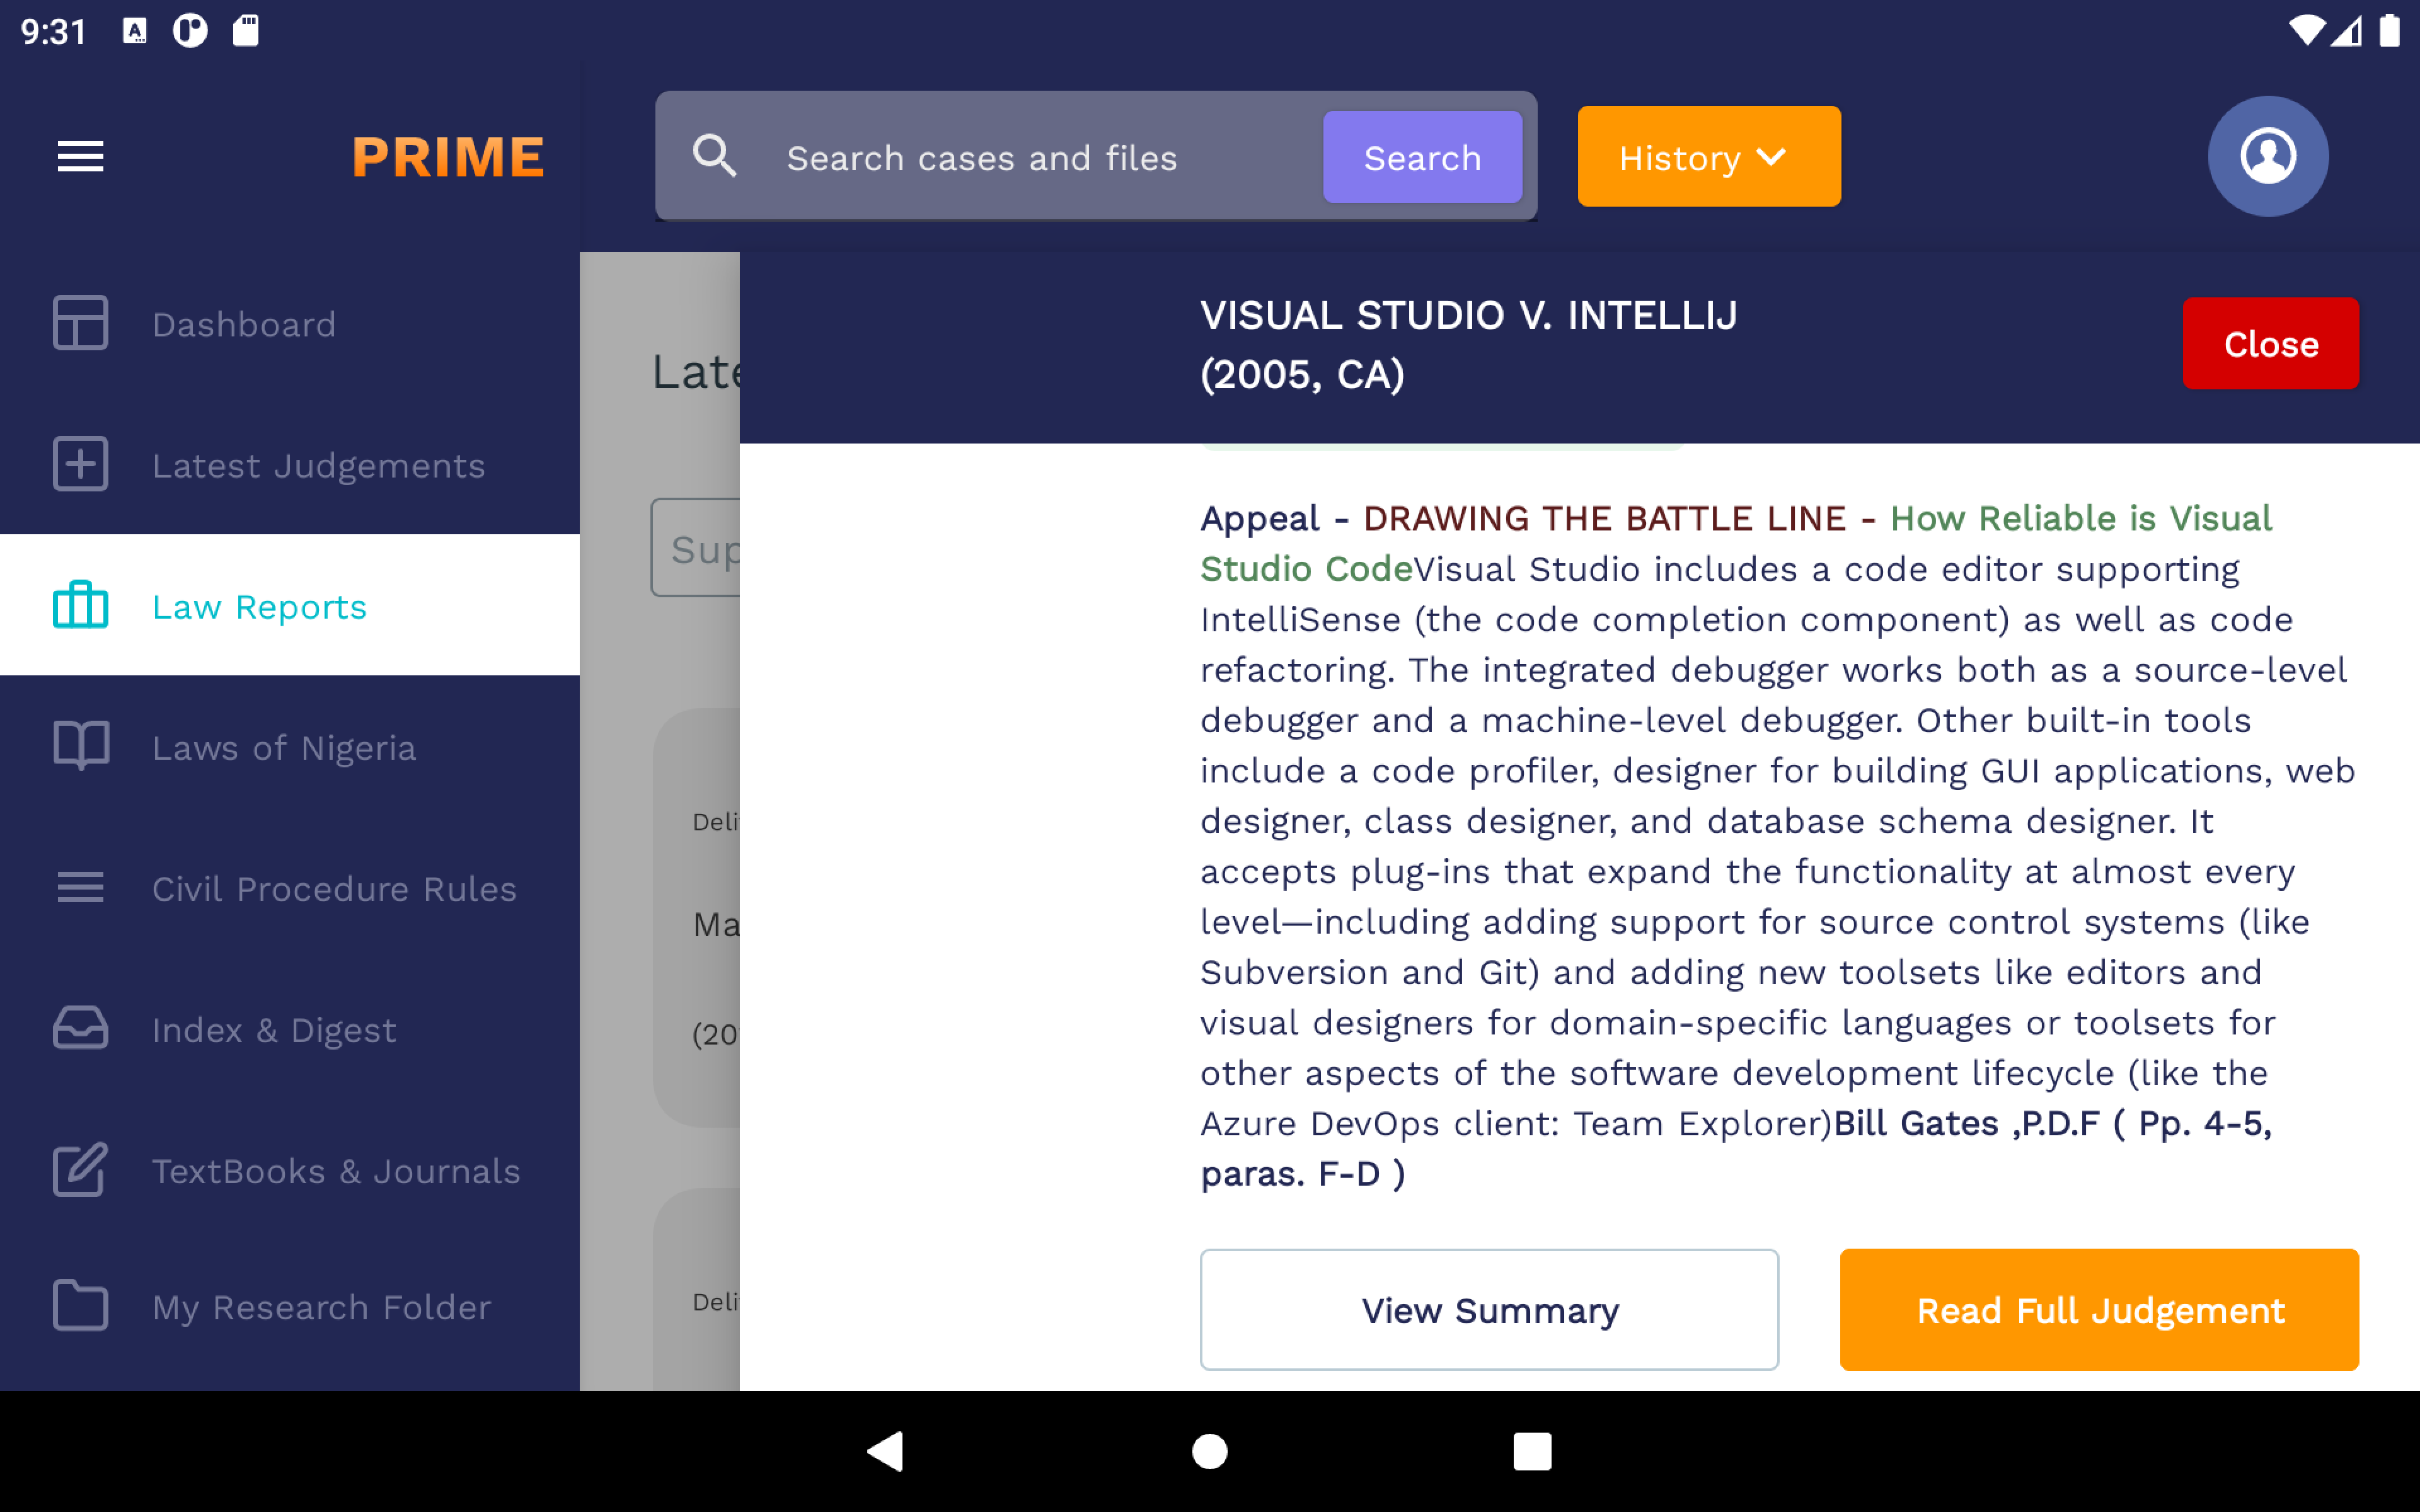 9:31
PRIME
Search cases and files
Search
History
Dashboard
Latest Judgements
Law Reports
Laws of Nigeria
Civil Procedure Rules
Index & Digest
TextBooks & Journals
My Research Folder
Late
Sup
Deli
Ma
(20
Deli
VISUAL STUDIO V. INTELLIJ
(2005, CA)
Close
Appeal - DRAWING THE BATTLE LINE - How Reliable is Visual
Studio CodeVisual Studio includes a code editor supporting
IntelliSense (the code completion component) as well as code
refactoring. The integrated debugger works both as a source-level
debugger and a machine-level debugger. Other built-in tools
include a code profiler, designer for building GUI applications, web
designer, class designer, and database schema designer. It
accepts plug-ins that expand the functionality at almost every
level—including adding support for source control systems (like
Subversion and Git) and adding new toolsets like editors and
visual designers for domain-specific languages or toolsets for
other aspects of the software development lifecycle (like the
Azure DevOps client: Team Explorer)Bill Gates ,P.D.F ( Pp. 4-5,
paras. F-D )
View Summary
Read Full Judgement